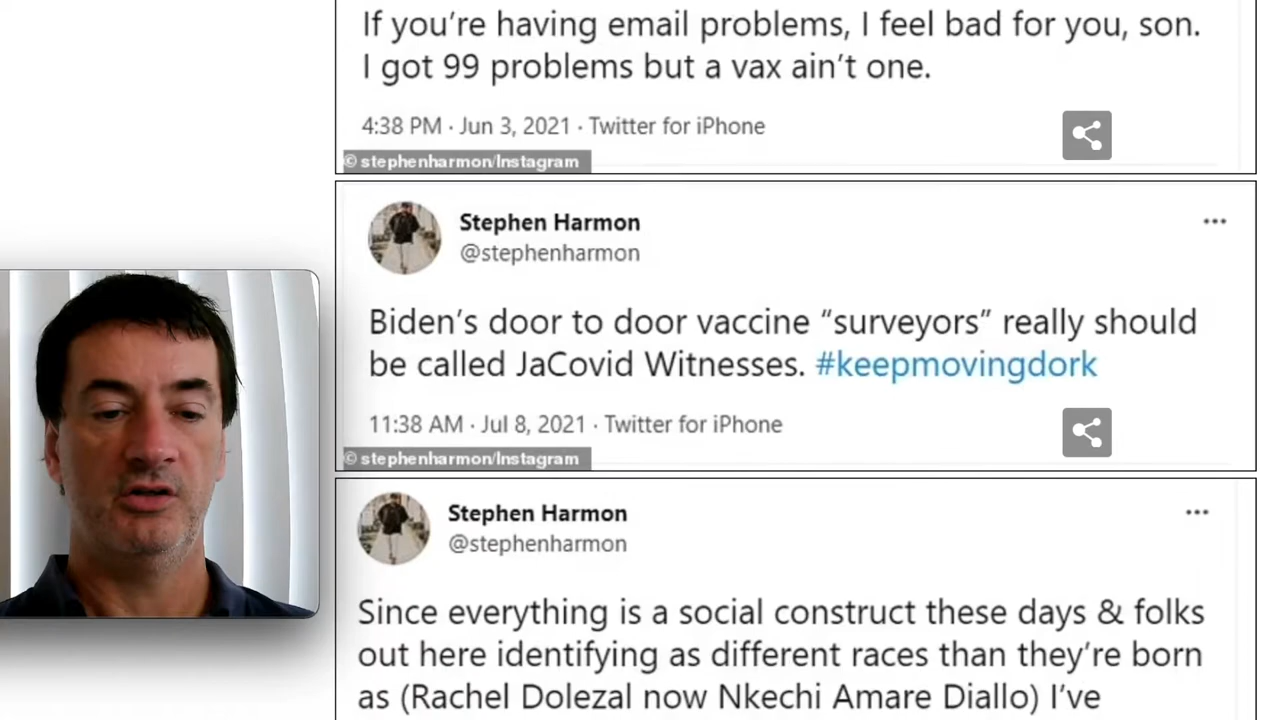 If you're having email problems, I feel bad for you, son.
I got 99 problems but a vax ain't one.
4:38 PM · Jun 3, 2021 · Twitter for iPhone
© stephenharmon/Instagram
Stephen Harmon
@stephenharmon
Biden's door to door vaccine “surveyors” really should
be called JaCovid Witnesses. #keepmovingdork
11:38 AM · Jul 8, 2021 · Twitter for iPhone
© stephenharmon/Instagram
Stephen Harmon
@stephenharmon
Since everything is a social construct these days & folks
out here identifying as different races than they're born
as (Rachel Dolezal now Nkechi Amare Diallo) I've